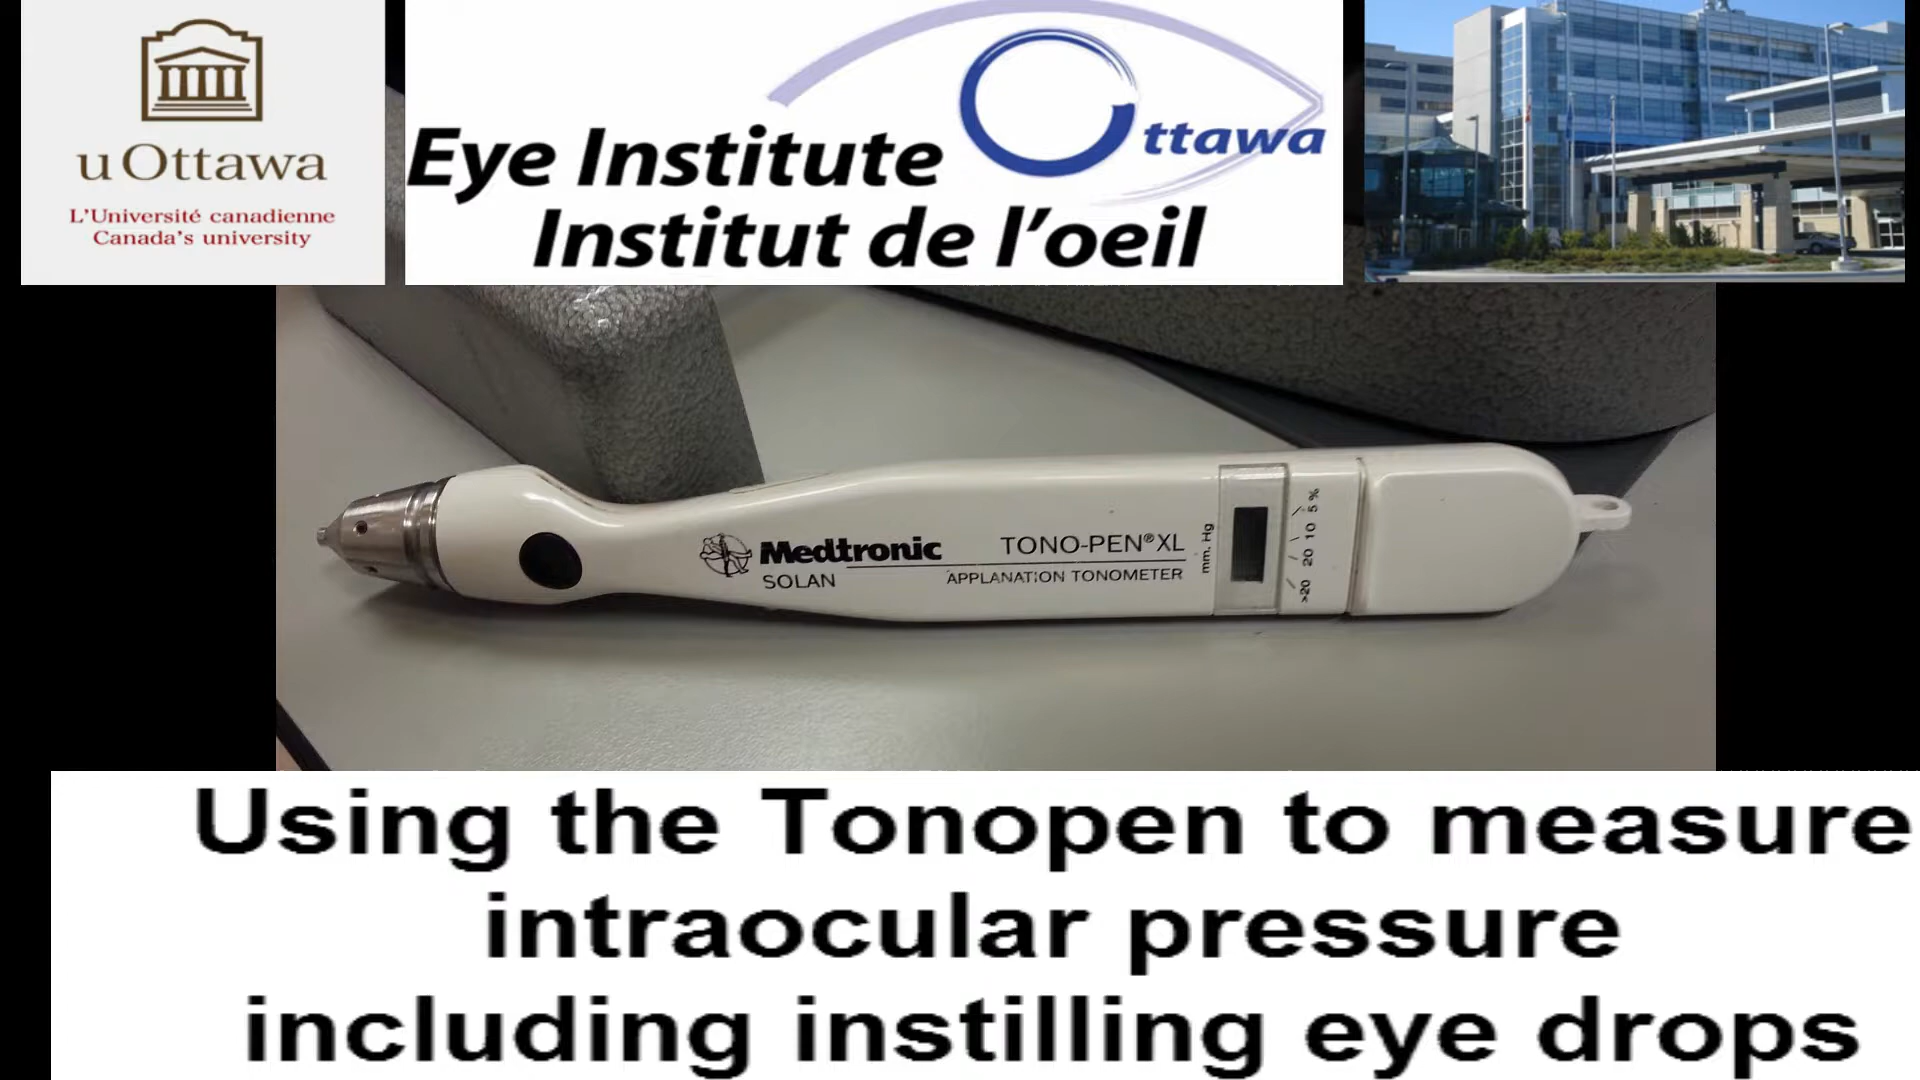 uOttawa
L'Université canadienne
Canada's university
Eye Institute Ottawa
Institut de l'oeil
Medtronic
SOLAN
TONO-PEN® XL
APPLANATION TONOMETER
mm. Hg
>20 20 10 5 %
Using the Tonopen to measure
intraocular pressure
including instilling eye drops